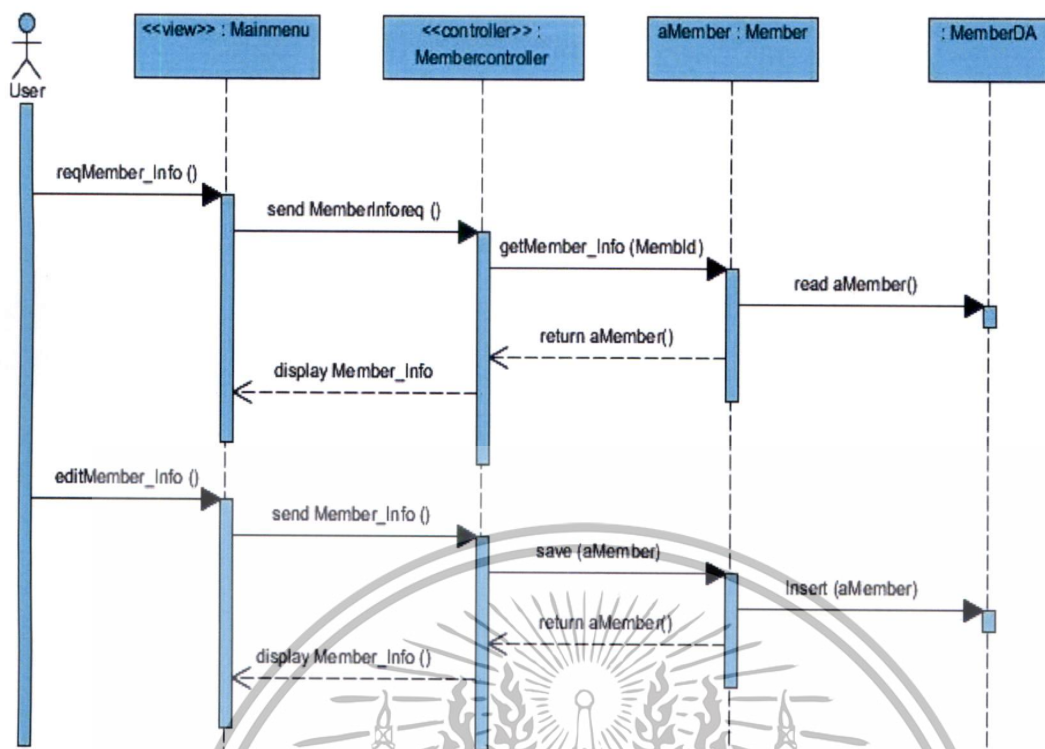 <<view>> : Mainmenu
<<controller>> :
Membercontroller
aMember : Member
: MemberDA
User
reqMember_Info ()
send MemberInforeq ()
getMember_Info (MembId)
read aMember()
return aMember()
display Member_Info
editMember_Info ()
send Member_Info ()
save (aMember)
Insert (aMember)
return aMember()
display Member_Info ()